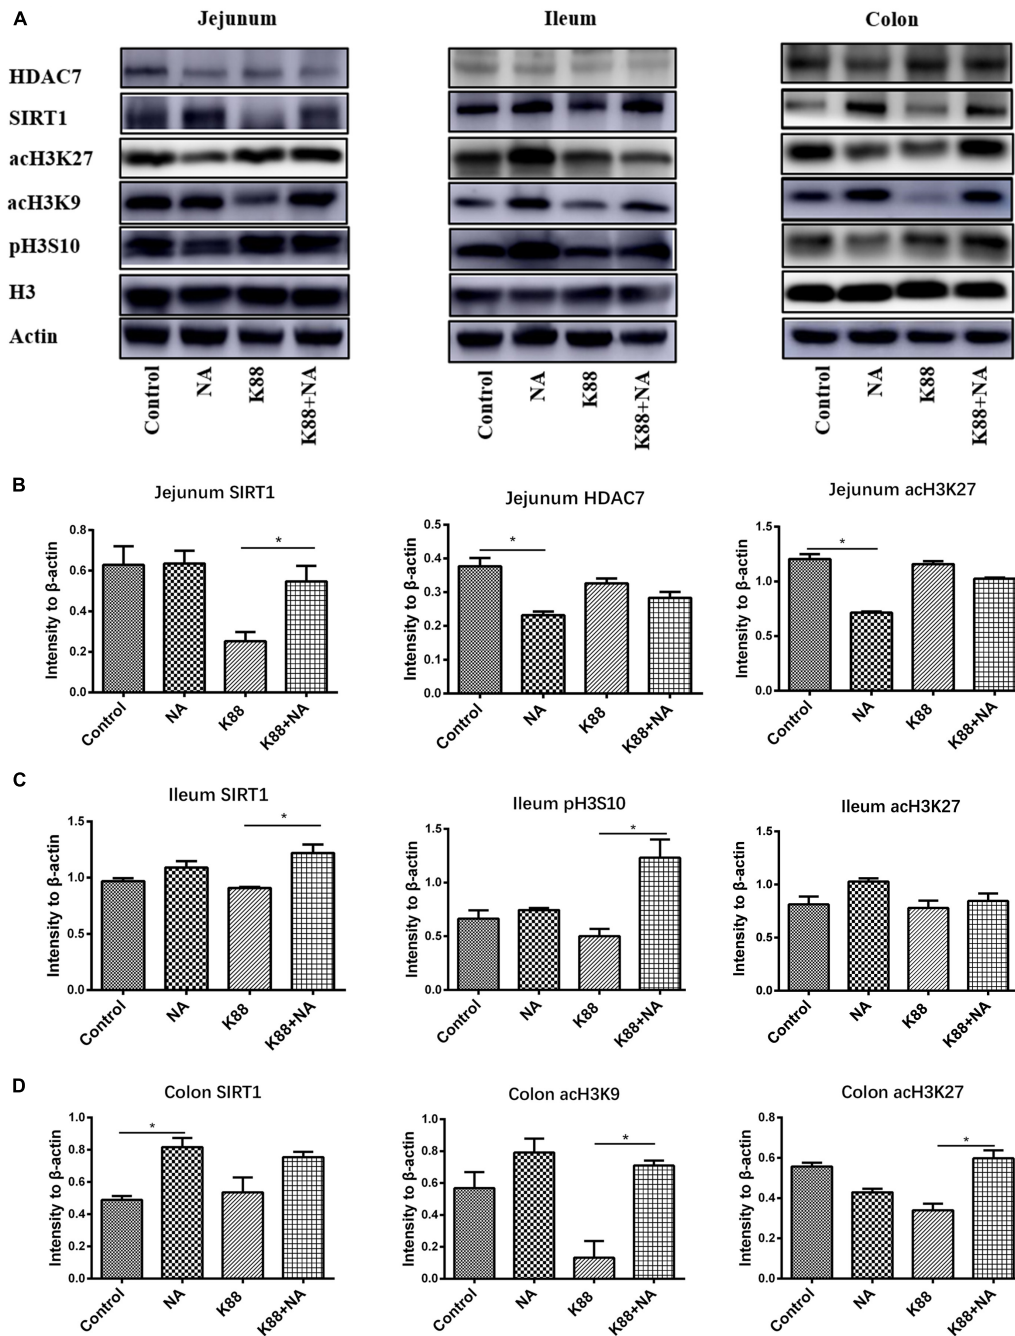 A
Jejunum
Ileum
Colon
HDAC7
SIRT1
acH3K27
acH3K9
pH3S10
H3
Actin
Control
NA
K88
K88+NA
Control
NA
K88
K88+NA
Control
NA
K88
K88+NA
B
Jejunum SIRT1
Intensity to β-actin
0.8
0.6
0.4
0.2
0.0
*
Control
NA
K88
K88+NA
Jejunum HDAC7
Intensity to β-actin
0.5
0.4
0.3
0.2
0.1
0.0
*
Control
NA
K88
K88+NA
Jejunum acH3K27
Intensity to β-actin
1.5
1.0
0.5
0.0
*
Control
NA
K88
K88+NA
C
Ileum SIRT1
Intensity to β-actin
1.5
1.0
0.5
0.0
*
Control
NA
K88
K88+NA
Ileum pH3S10
Intensity to β-actin
1.5
1.0
0.5
0.0
*
Control
NA
K88
K88+NA
Ileum acH3K27
Intensity to β-actin
1.5
1.0
0.5
0.0
Control
NA
K88
K88+NA
D
Colon SIRT1
Intensity to β-actin
1.0
0.8
0.6
0.4
0.2
0.0
*
Control
NA
K88
K88+NA
Colon acH3K9
Intensity to β-actin
1.0
0.8
0.6
0.4
0.2
0.0
*
Control
NA
K88
K88+NA
Colon acH3K27
Intensity to β-actin
0.8
0.6
0.4
0.2
0.0
*
Control
NA
K88
K88+NA